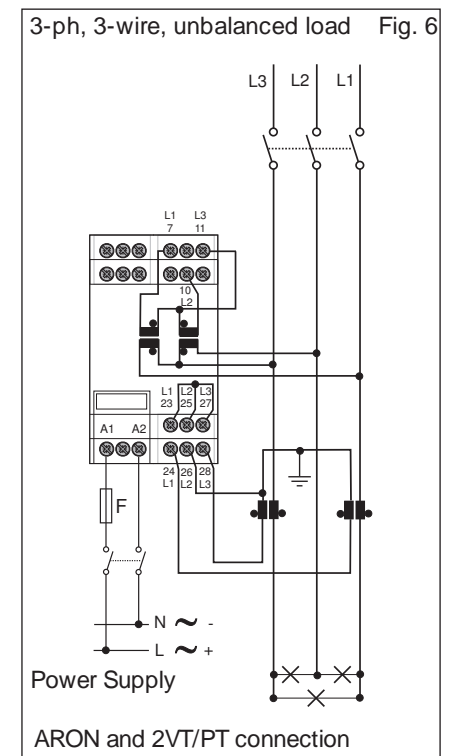 3-ph, 3-wire, unbalanced load Fig. 6
L3 L2 L1
L1 L3
7 11
10
L2
L1 L2 L3
23 25 27
A1 A2
24 26 28
L1 L2 L3
F
N ~ -
L ~ +
Power Supply
ARON and 2VT/PT connection